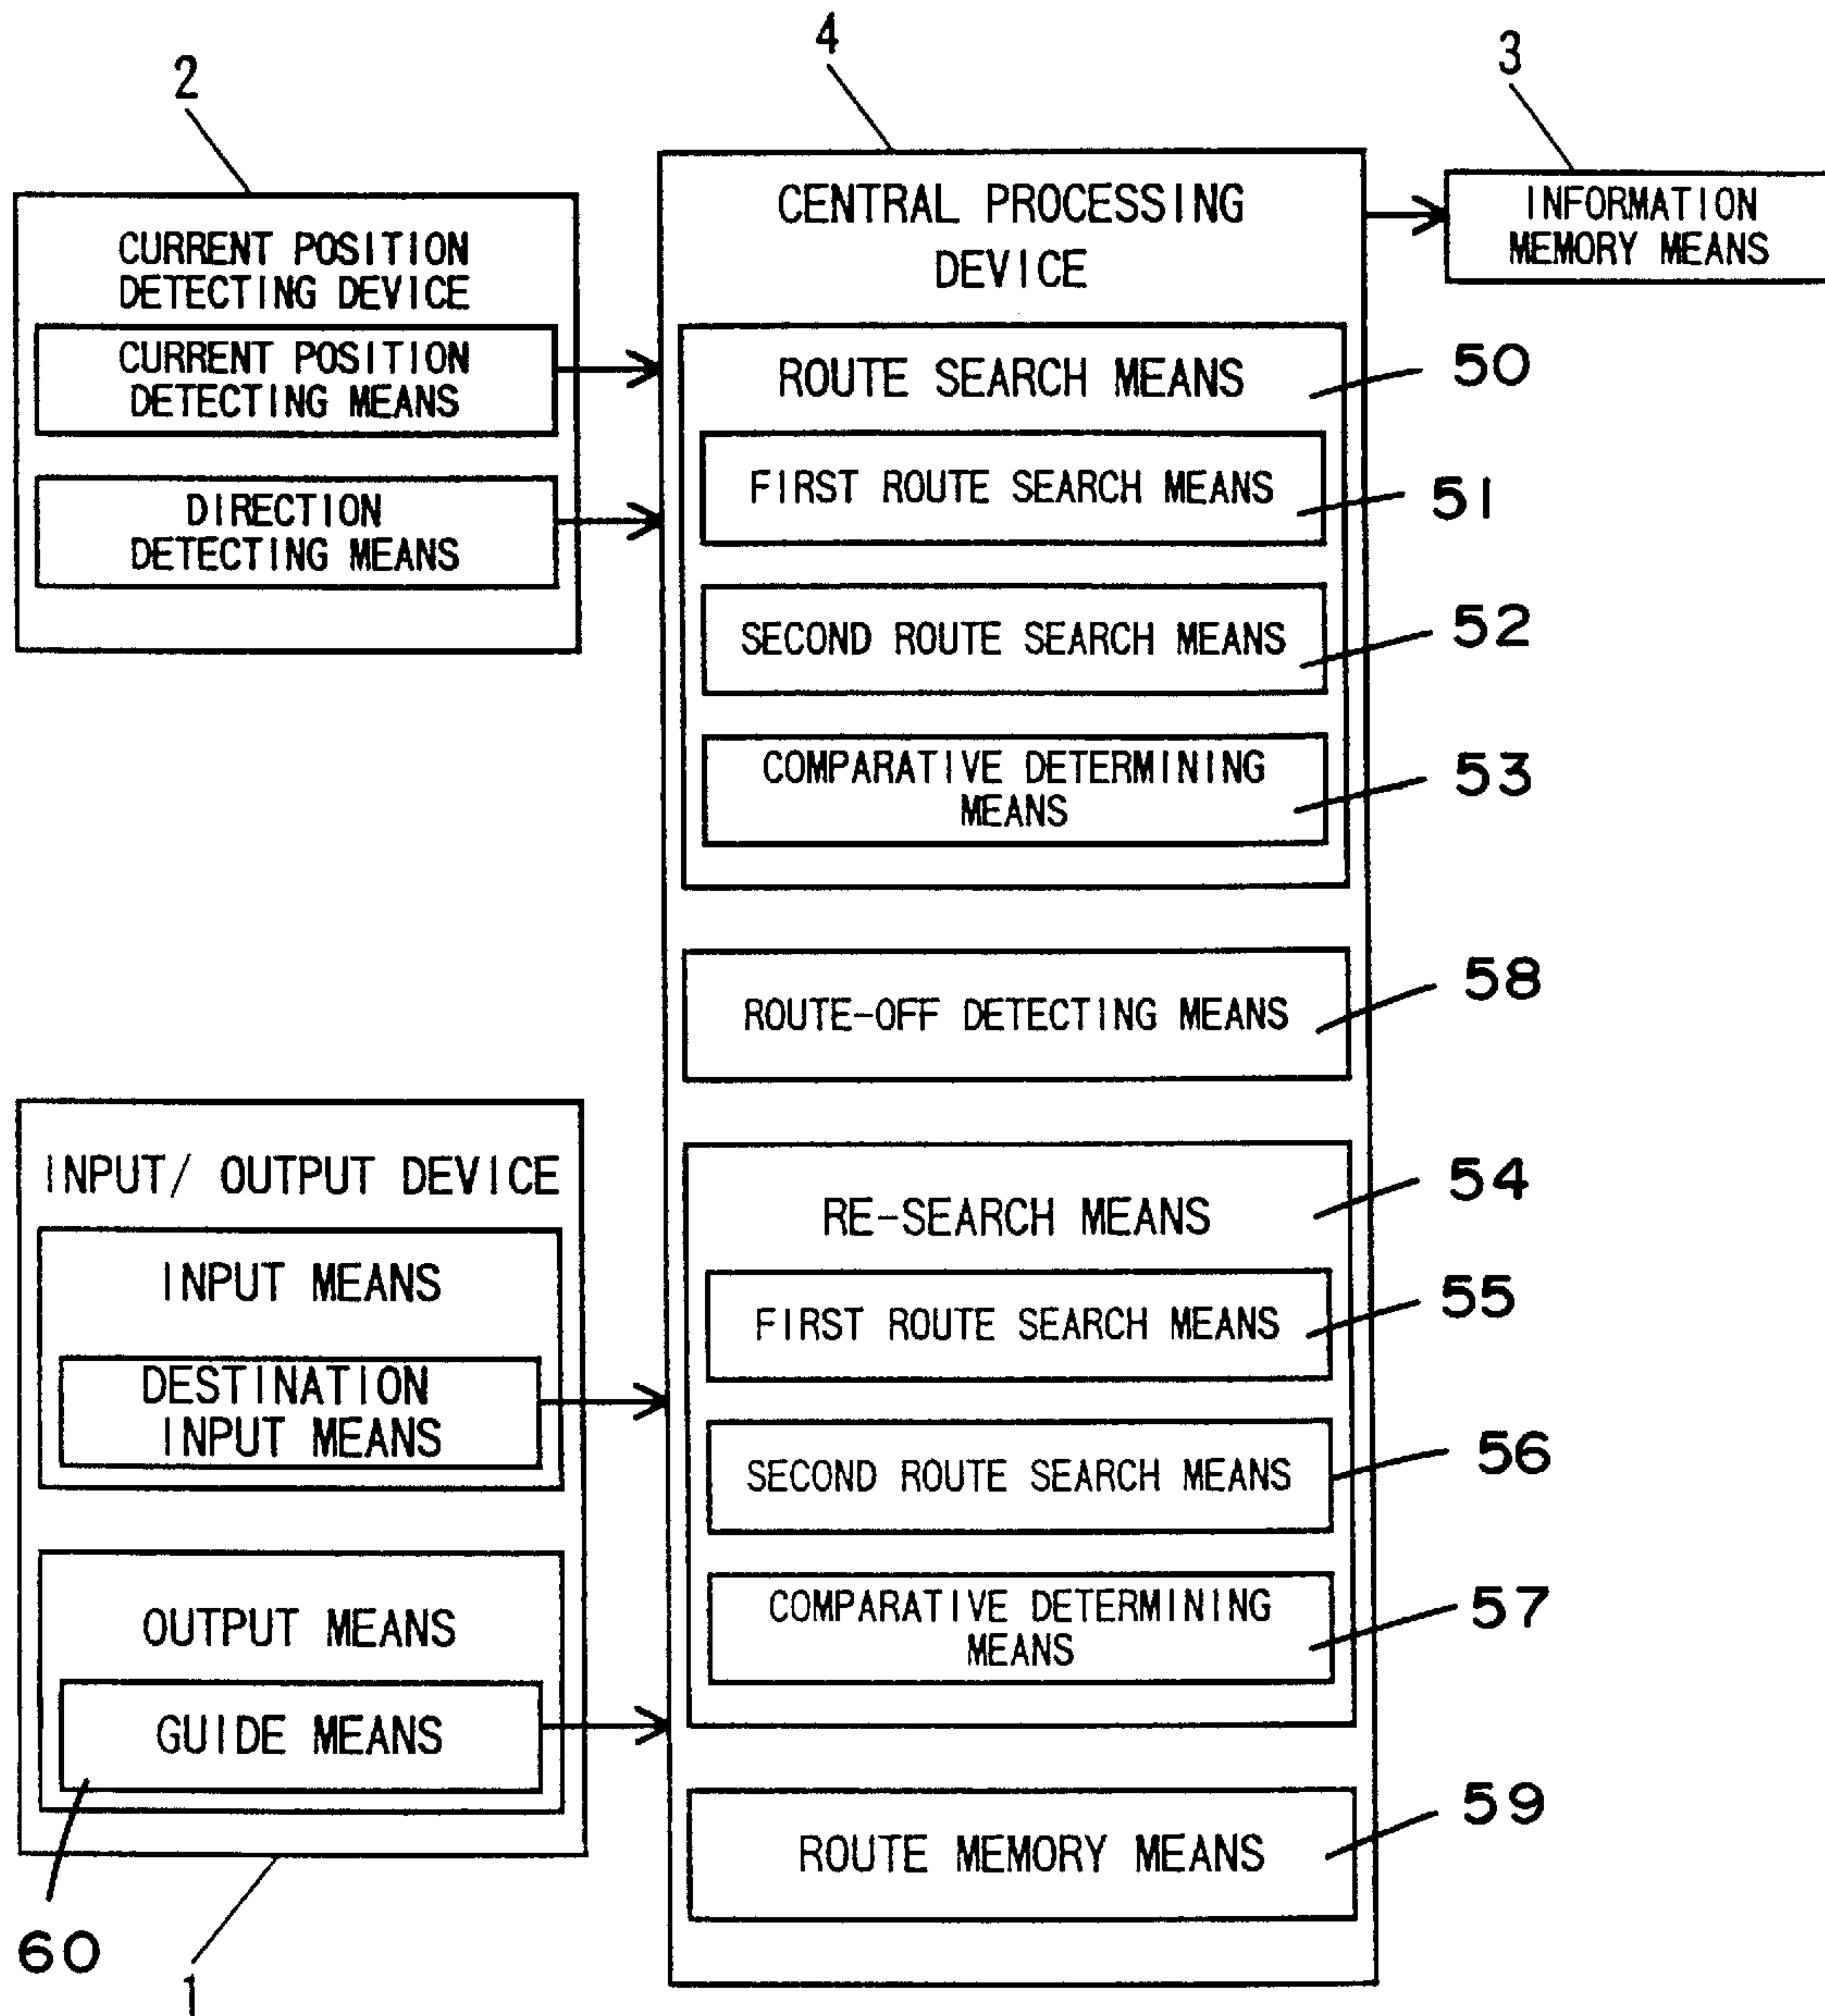 4
3
2
CENTRAL PROCESSING
DEVICE
INFORMATION
MEMORY MEANS
CURRENT POSITION
DETECTING DEVICE
CURRENT POSITION
DETECTING MEANS
DIRECTION
DETECTING MEANS
ROUTE SEARCH MEANS
50
FIRST ROUTE SEARCH MEANS
51
SECOND ROUTE SEARCH MEANS
52
COMPARATIVE DETERMINING
MEANS
53
ROUTE-OFF DETECTING MEANS
58
INPUT/ OUTPUT DEVICE
INPUT MEANS
DESTINATION
INPUT MEANS
OUTPUT MEANS
GUIDE MEANS
60
1
RE-SEARCH MEANS
54
FIRST ROUTE SEARCH MEANS
55
SECOND ROUTE SEARCH MEANS
56
COMPARATIVE DETERMINING
MEANS
57
ROUTE MEMORY MEANS
59